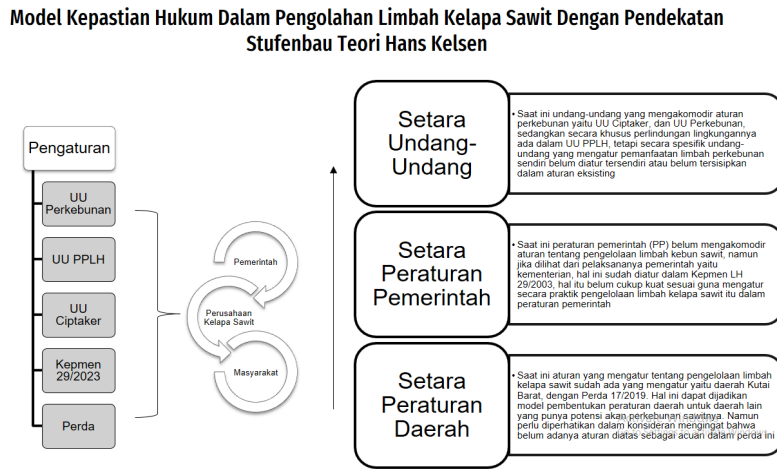 Model Kepastian Hukum Dalam Pengolahan Limbah Kelapa Sawit Dengan Pendekatan
Stufenbau Teori Hans Kelsen
Pengaturan
UU
Perkebunan
UU PPLH
UU
Ciptaker
Kepmen
29/2023
Perda
Pemerintah
Perusahaan
Kelapa Sawit
Masyarakat
Setara
Undang-
Undang
• Saat ini undang-undang yang mengakomodir aturan
perkebunan yaitu UU Ciptaker, dan UU Perkebunan,
sedangkan secara khusus perlindungan lingkungannya
ada dalam UU PPLH, tetapi secara spesifik undang-
undang yang mengatur pemanfaatan limbah perkebunan
sendiri belum diatur tersendiri atau belum tersisipkan
dalam aturan eksisting
Setara
Peraturan
Pemerintah
• Saat ini peraturan pemerintah (PP) belum mengakomodir
aturan tentang pengelolaan limbah kebun sawit, namun
jika dilihat dari pelaksananya pemerintah yaitu
kementerian, hal ini sudah diatur dalam Kepmen LH
29/2003, hal itu belum cukup kuat sesuai guna mengatur
secara praktik pengelolaan limbah kelapa sawit itu dalam
peraturan pemerintah
Setara
Peraturan
Daerah
• Saat ini aturan yang mengatur tentang pengelolaan limbah
kelapa sawit sudah ada yang mengatur yaitu daerah Kutai
Barat, dengan Perda 17/2019. Hal ini dapat dijadikan
model pembentukan peraturan daerah untuk daerah lain
yang punya potensi akan perkebunan sawitnya. Namun
perlu diperhatikan dalam konsideran mengingat bahwa
belum adanya aturan diatas sebagai acuan dalam perda ini